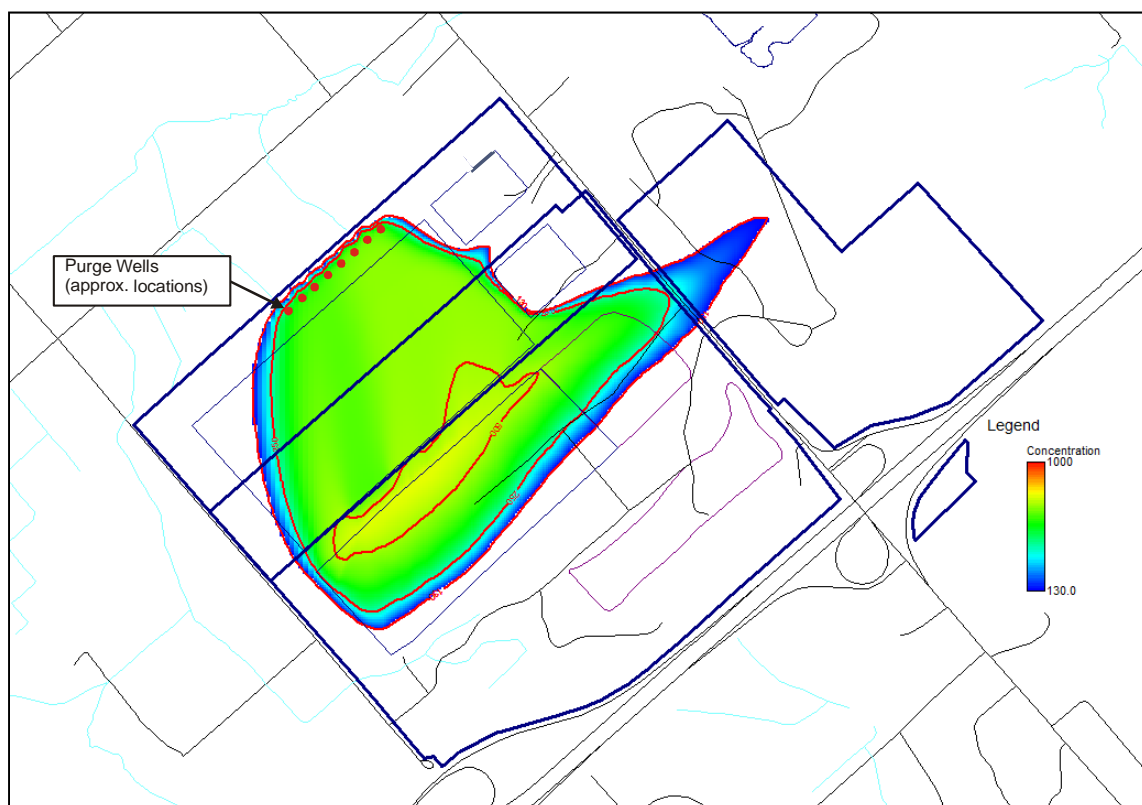 Purge Wells
(approx. locations)
Legend
Concentration
1000
130.0